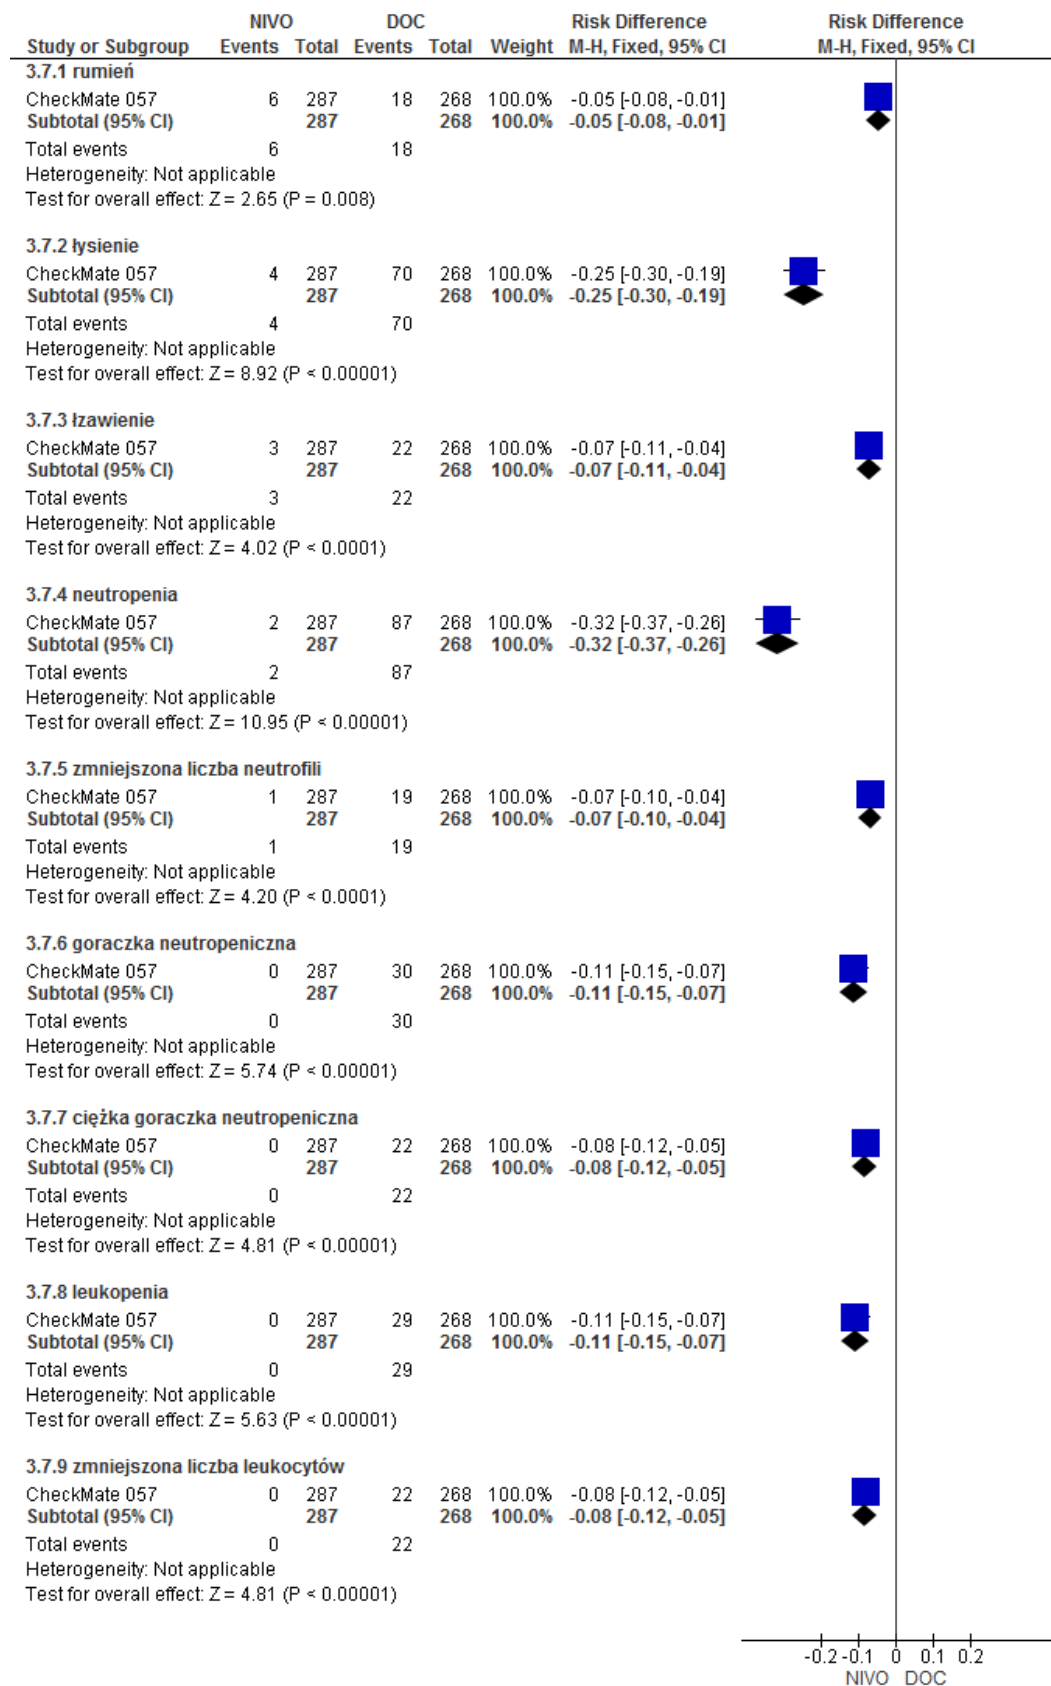 NIVO DOC Risk Difference Risk Difference
Study or Subgroup Events Total Events Total Weight M-H, Fixed, 95% CI M-H, Fixed, 95% CI
3.7.1 rumień
CheckMate 057 6 287 18 268 100.0% -0.05 [-0.08, -0.01]
Subtotal (95% CI) 287 268 100.0% -0.05 [-0.08, -0.01]
Total events 6 18
Heterogeneity: Not applicable
Test for overall effect: Z = 2.65 (P = 0.008)
3.7.2 łysienie
CheckMate 057 4 287 70 268 100.0% -0.25 [-0.30, -0.19]
Subtotal (95% CI) 287 268 100.0% -0.25 [-0.30, -0.19]
Total events 4 70
Heterogeneity: Not applicable
Test for overall effect: Z = 8.92 (P < 0.00001)
3.7.3 łzawienie
CheckMate 057 3 287 22 268 100.0% -0.07 [-0.11, -0.04]
Subtotal (95% CI) 287 268 100.0% -0.07 [-0.11, -0.04]
Total events 3 22
Heterogeneity: Not applicable
Test for overall effect: Z = 4.02 (P < 0.0001)
3.7.4 neutropenia
CheckMate 057 2 287 87 268 100.0% -0.32 [-0.37, -0.26]
Subtotal (95% CI) 287 268 100.0% -0.32 [-0.37, -0.26]
Total events 2 87
Heterogeneity: Not applicable
Test for overall effect: Z = 10.95 (P < 0.00001)
3.7.5 zmniejszona liczba neutrofili
CheckMate 057 1 287 19 268 100.0% -0.07 [-0.10, -0.04]
Subtotal (95% CI) 287 268 100.0% -0.07 [-0.10, -0.04]
Total events 1 19
Heterogeneity: Not applicable
Test for overall effect: Z = 4.20 (P < 0.0001)
3.7.6 goraczka neutropeniczna
CheckMate 057 0 287 30 268 100.0% -0.11 [-0.15, -0.07]
Subtotal (95% CI) 287 268 100.0% -0.11 [-0.15, -0.07]
Total events 0 30
Heterogeneity: Not applicable
Test for overall effect: Z = 5.74 (P < 0.00001)
3.7.7 ciężka goraczka neutropeniczna
CheckMate 057 0 287 22 268 100.0% -0.08 [-0.12, -0.05]
Subtotal (95% CI) 287 268 100.0% -0.08 [-0.12, -0.05]
Total events 0 22
Heterogeneity: Not applicable
Test for overall effect: Z = 4.81 (P < 0.00001)
3.7.8 leukopenia
CheckMate 057 0 287 29 268 100.0% -0.11 [-0.15, -0.07]
Subtotal (95% CI) 287 268 100.0% -0.11 [-0.15, -0.07]
Total events 0 29
Heterogeneity: Not applicable
Test for overall effect: Z = 5.63 (P < 0.00001)
3.7.9 zmniejszona liczba leukocytów
CheckMate 057 0 287 22 268 100.0% -0.08 [-0.12, -0.05]
Subtotal (95% CI) 287 268 100.0% -0.08 [-0.12, -0.05]
Total events 0 22
Heterogeneity: Not applicable
Test for overall effect: Z = 4.81 (P < 0.00001)
-0.2 -0.1 0 0.1 0.2
NIVO DOC